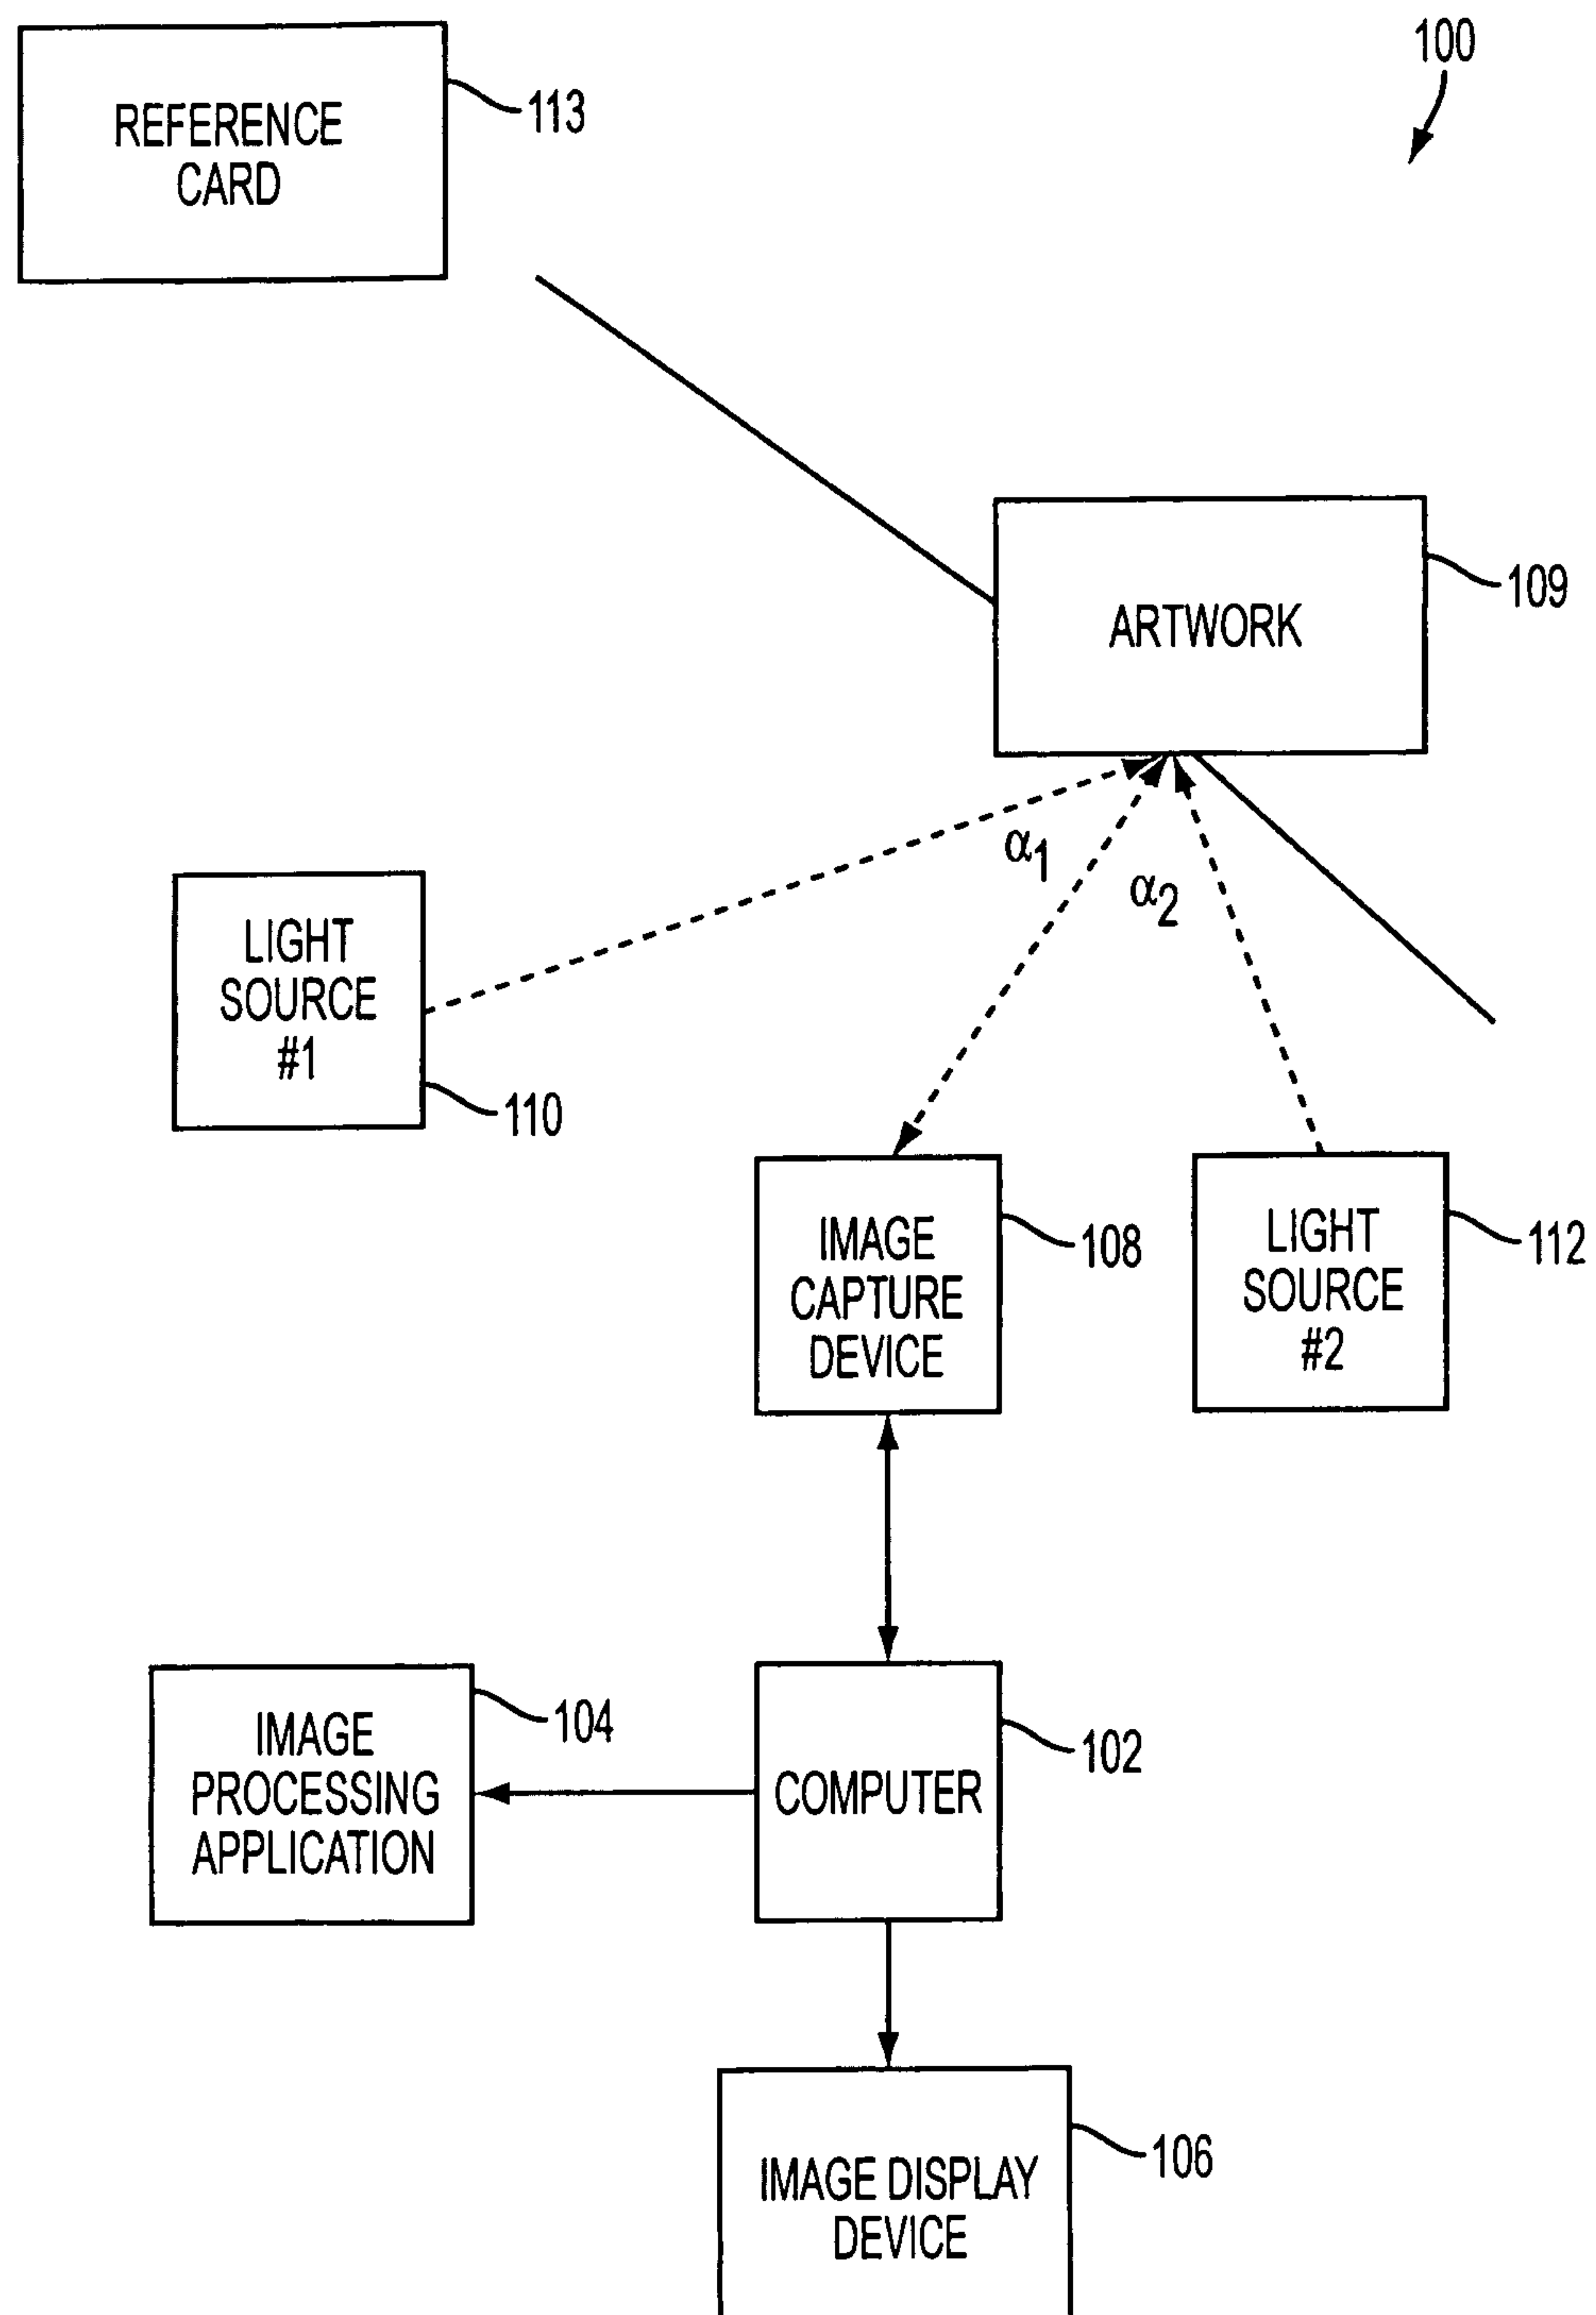 100
REFERENCE
CARD
113
ARTWORK
109
α1
α2
LIGHT
SOURCE
#1
110
IMAGE
CAPTURE
DEVICE
108
LIGHT
SOURCE
#2
112
IMAGE
PROCESSING
APPLICATION
104
COMPUTER
102
IMAGE DISPLAY
DEVICE
106